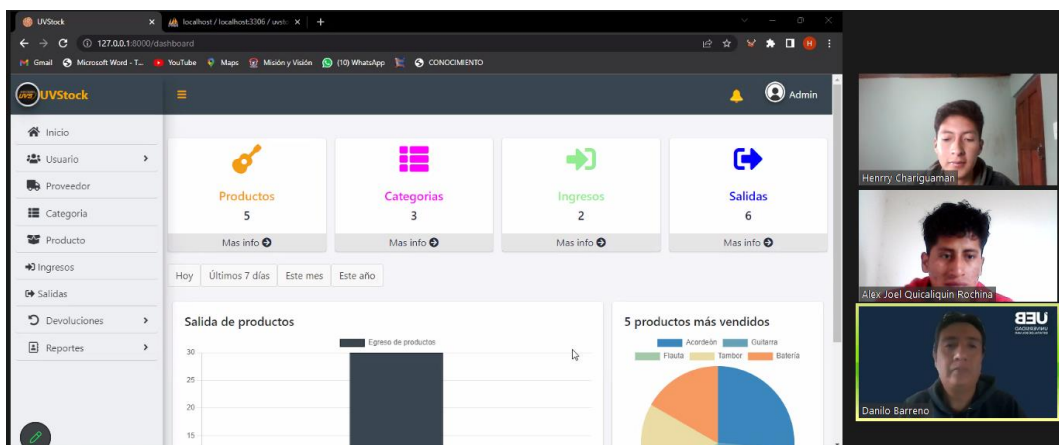 UVStock
localhost / localhost:3306 / uvsto
127.0.0.1:8000/dashboard
H
Gmail
Microsoft Word - T...
YouTube
Maps
Misión y Visión
(10) WhatsApp
CONOCIMIENTO
UVS UVStock
Admin
Inicio
Usuario
Proveedor
Categoria
Producto
Ingresos
Salidas
Devoluciones
Reportes
Productos
5
Mas info
Categorias
3
Mas info
Ingresos
2
Mas info
Salidas
6
Mas info
Hoy
Últimos 7 días
Este mes
Este año
Salida de productos
Egreso de productos
30
25
20
15
5 productos más vendidos
Acordeón
Guitarra
Flauta
Tambor
Batería
Henrry Chariguaman
Alex Joel Quicaliquin Rochina
UEB
UNIVERSIDAD
Danilo Barreno